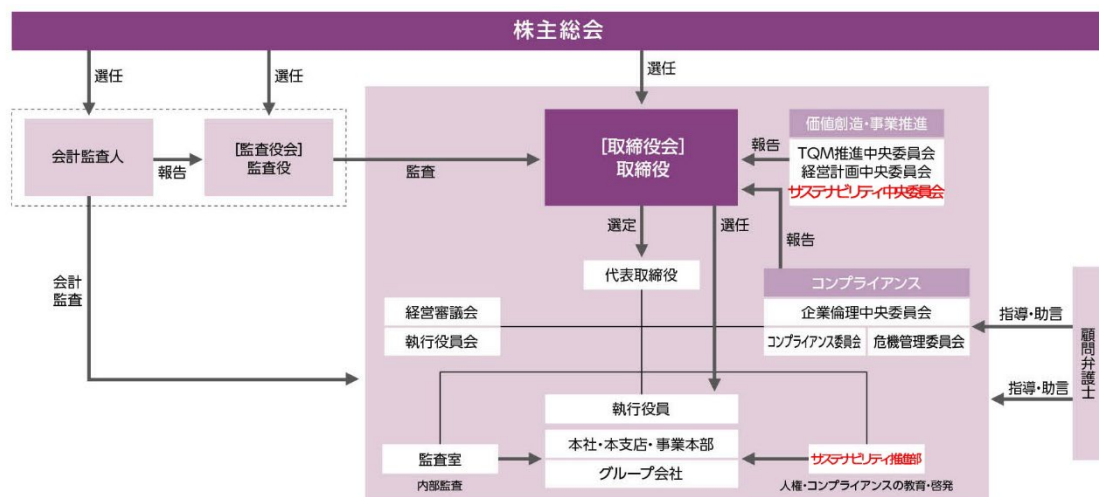 株主総会
選任
選任
選任
会計監査人
報告
[監査役会]
監査役
監査
[取締役会]
取締役
報告
価値創造・事業推進
TQM推進中央委員会
経営計画中央委員会
サステナビリティ中央委員会
選定
選任
報告
会計
監査
代表取締役
コンプライアンス
経営審議会
執行役員会
企業倫理中央委員会
コンプライアンス委員会
危機管理委員会
指導・助言
顧問弁護士
指導・助言
執行役員
本社・本支店・事業本部
グループ会社
監査室
内部監査
サステナビリティ推進部
人権・コンプライアンスの教育・啓発